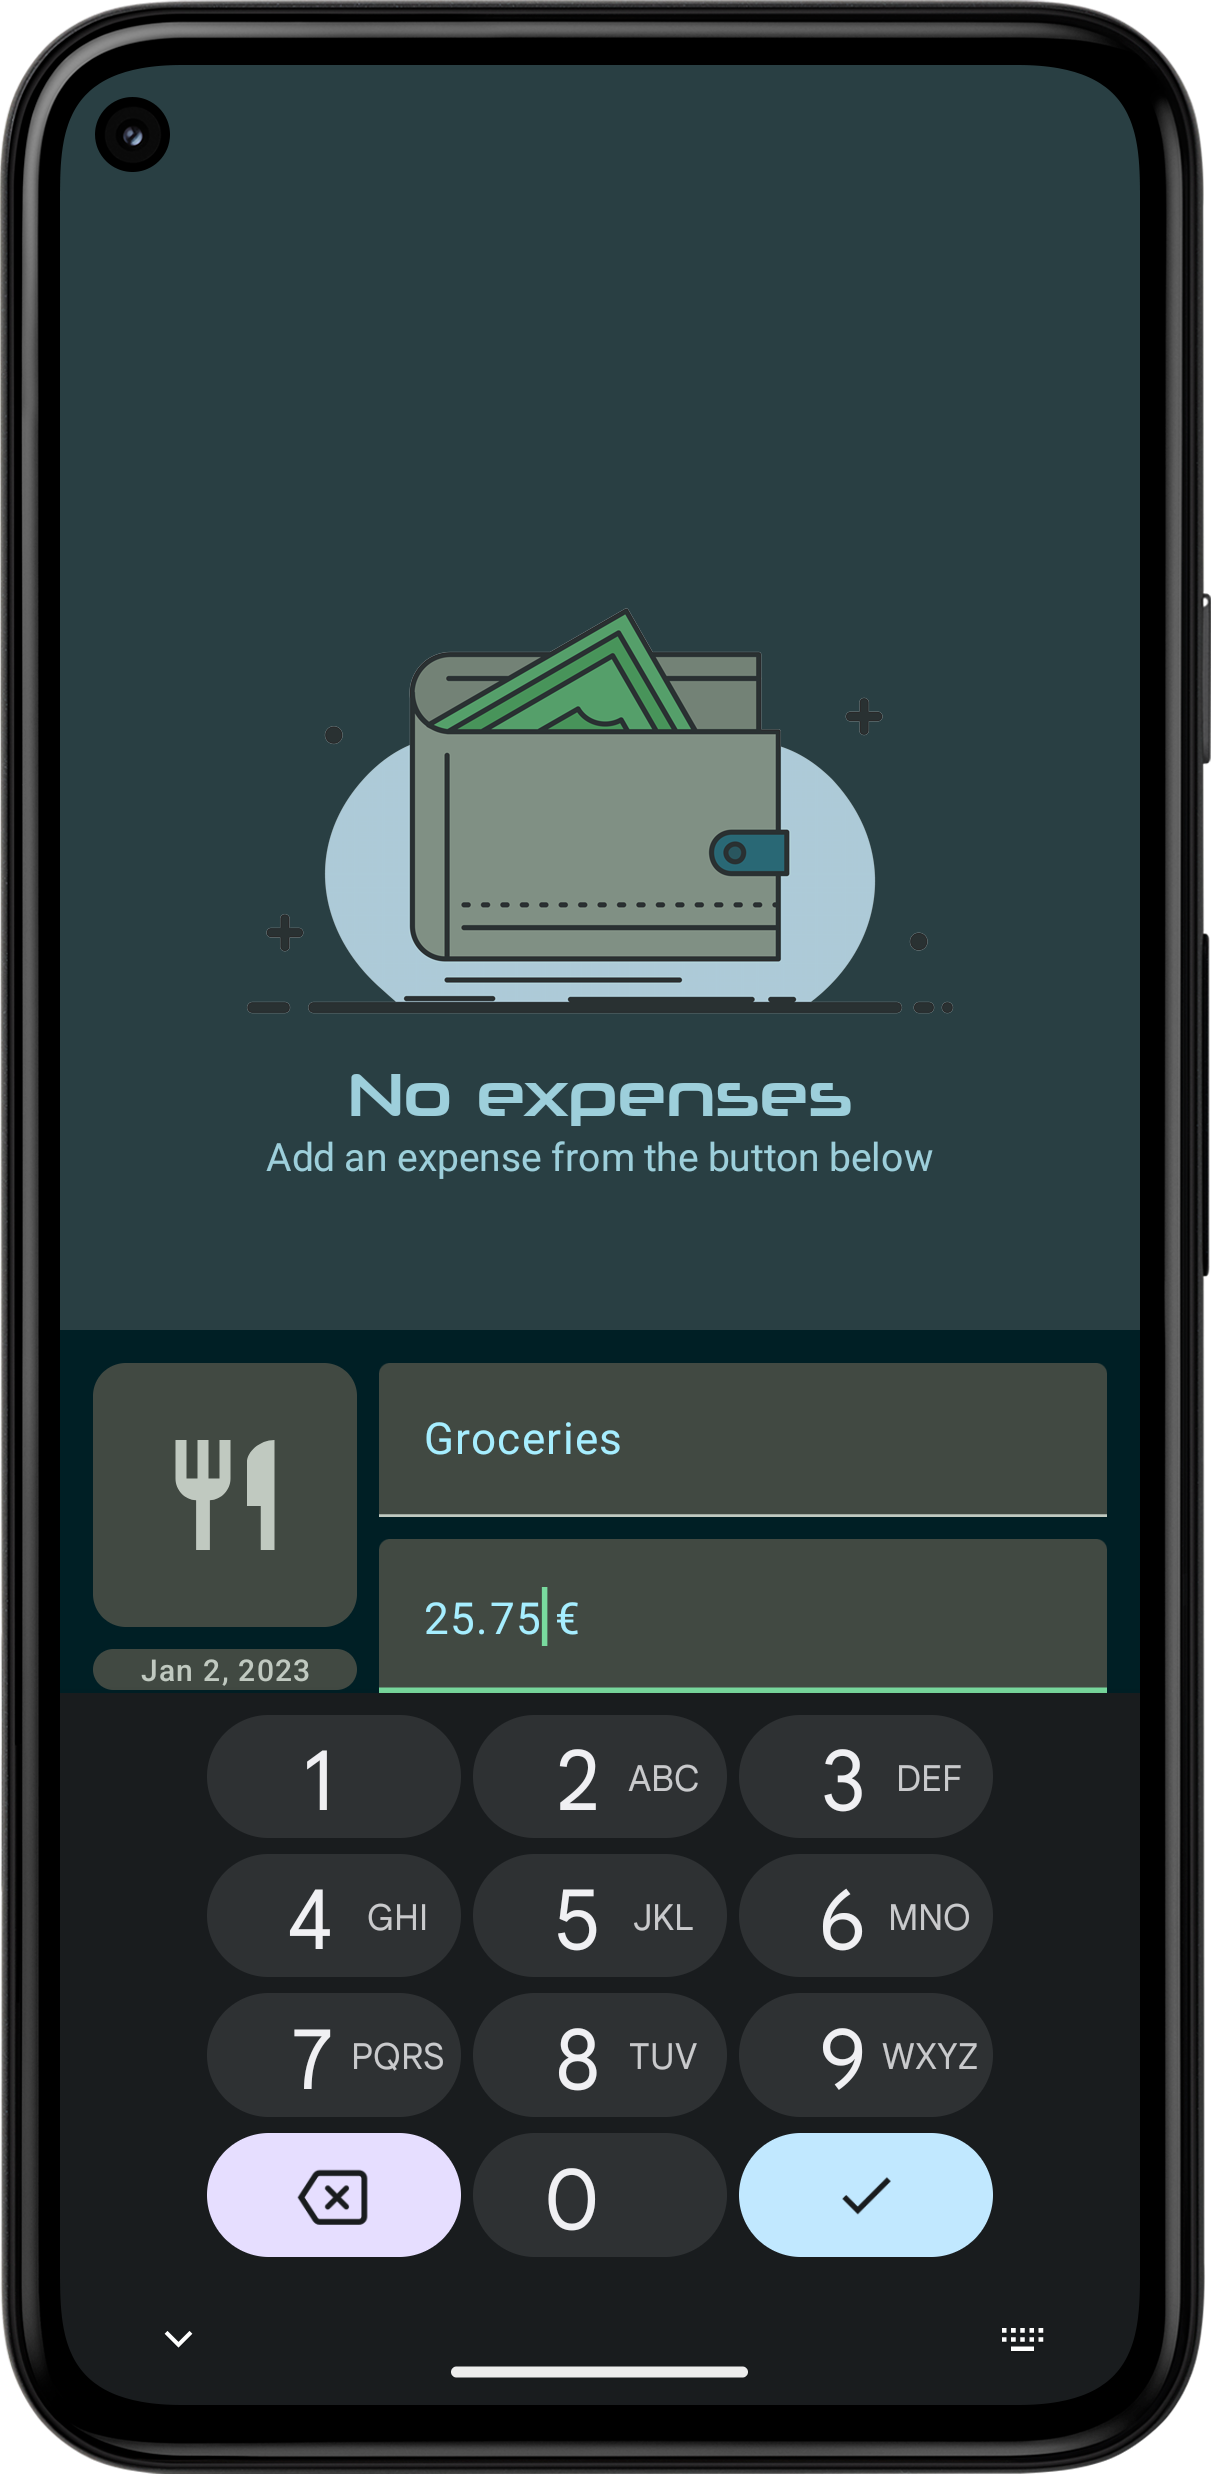 No expenses
Add an expense from the button below
Groceries
25.75 €
Jan 2, 2023
1
2 ABC
3 DEF
4 GHI
5 JKL
6 MNO
7 PQRS
8 TUV
9 WXYZ
0